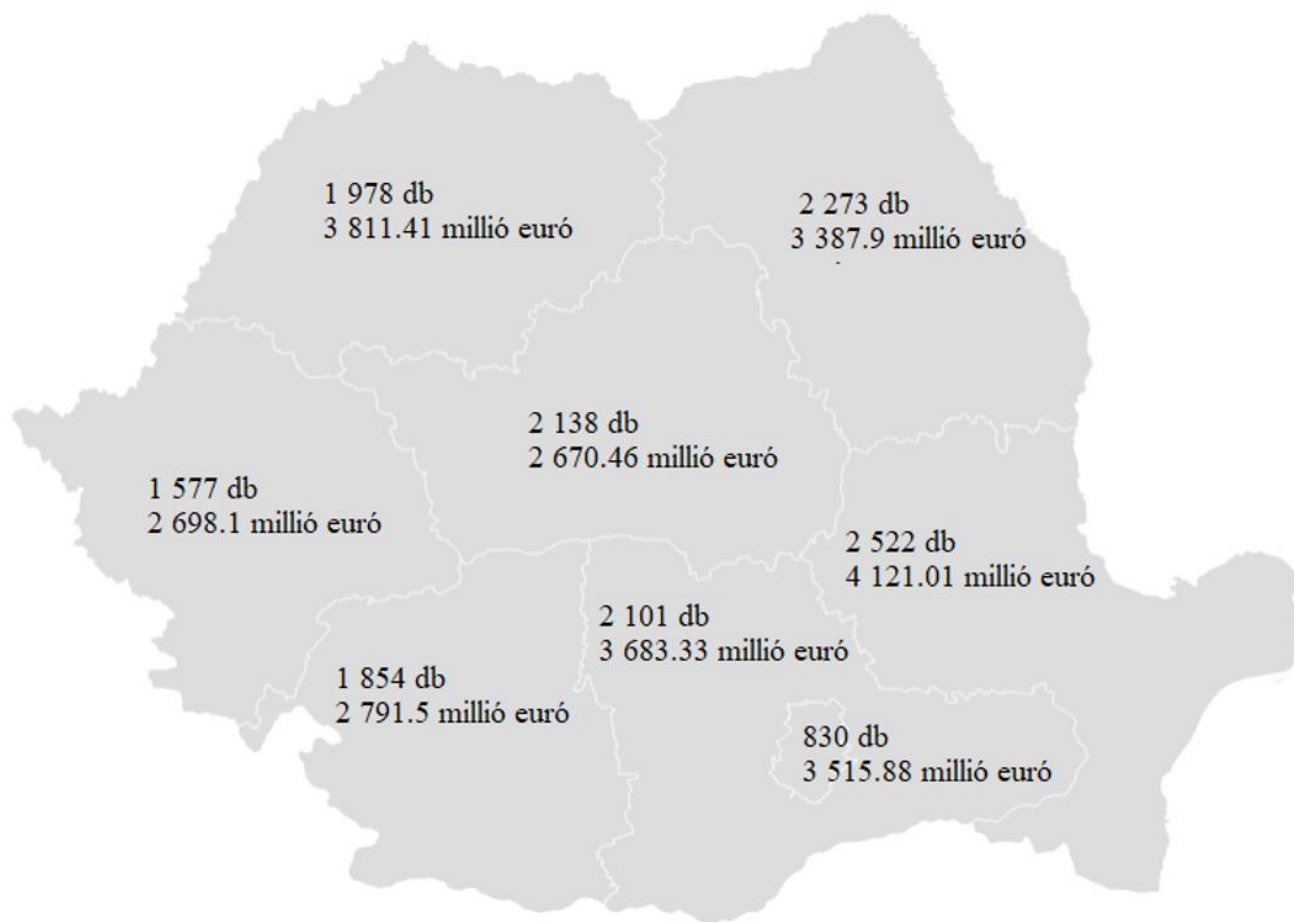 1 978 db
3 811.41 millió euró
2 273 db
3 387.9 millió euró
2 138 db
2 670.46 millió euró
1 577 db
2 698.1 millió euró
2 522 db
4 121.01 millió euró
2 101 db
3 683.33 millió euró
1 854 db
2 791.5 millió euró
830 db
3 515.88 millió euró